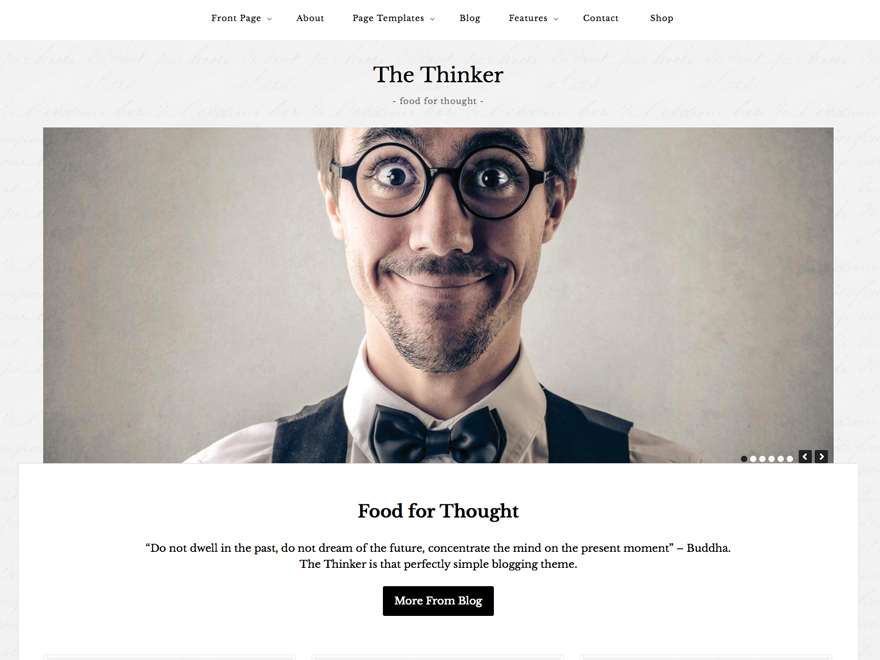 Front Page About Page Templates Blog Features Contact Shop
The Thinker
- food for thought -
Food for Thought
“Do not dwell in the past, do not dream of the future, concentrate the mind on the present moment” – Buddha.
The Thinker is that perfectly simple blogging theme.
More From Blog